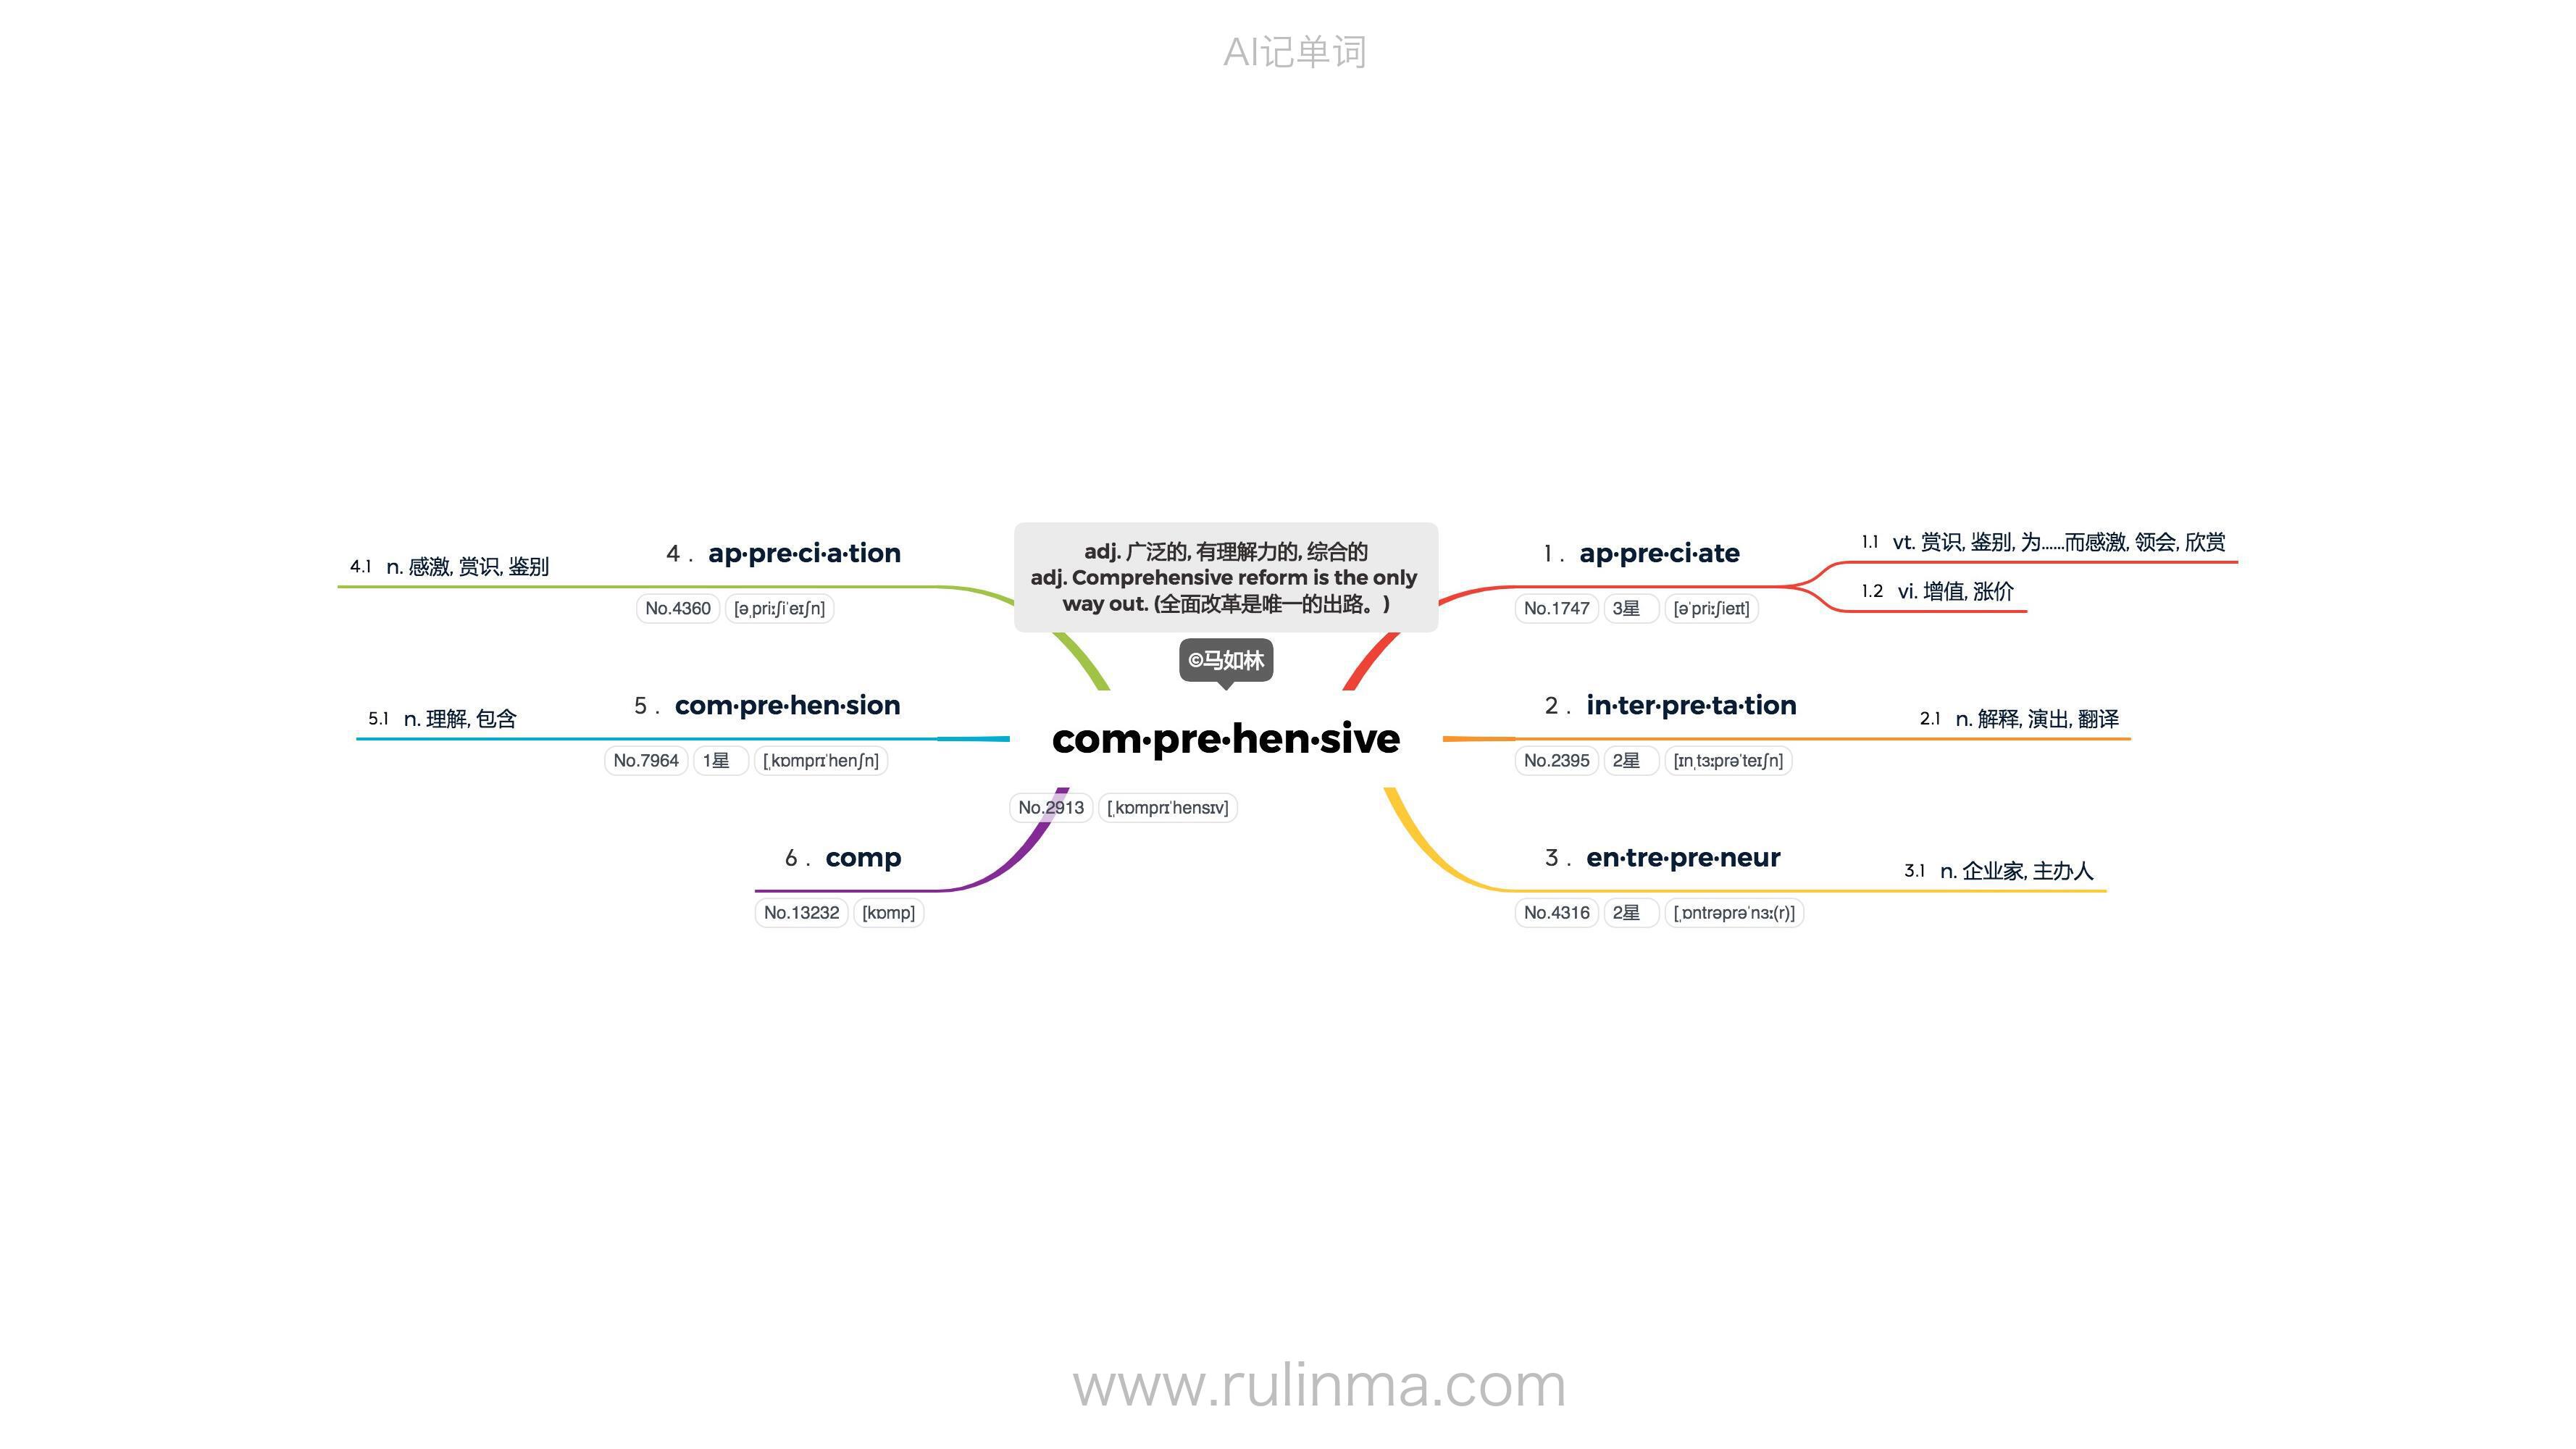 AI记单词
adj. 广泛的, 有理解力的, 综合的
adj. Comprehensive reform is the only
way out. (全面改革是唯一的出路。)
©马如林
com·pre·hen·sive
No.2913 [ˌkɒmprɪˈhensɪv]
1 . ap·pre·ci·ate
No.1747 3星 [əˈpriːʃieɪt]
1.1 vt. 赏识, 鉴别, 为……而感激, 领会, 欣赏
1.2 vi. 增值, 涨价
2 . in·ter·pre·ta·tion
No.2395 2星 [ɪnˌtɜːprəˈteɪʃn]
2.1 n. 解释, 演出, 翻译
3 . en·tre·pre·neur
No.4316 2星 [ˌɒntrəprəˈnɜː(r)]
3.1 n. 企业家, 主办人
4 . ap·pre·ci·a·tion
No.4360 [əˌpriːʃiˈeɪʃn]
4.1 n. 感激, 赏识, 鉴别
5 . com·pre·hen·sion
No.7964 1星 [ˌkɒmprɪˈhenʃn]
5.1 n. 理解, 包含
6 . comp
No.13232 [kɒmp]
www.rulinma.com